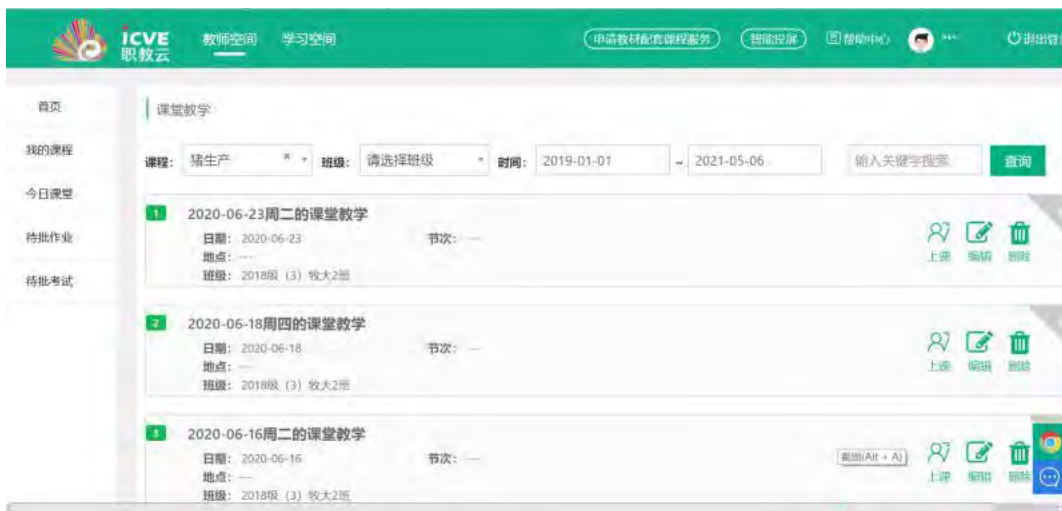 iCVE
职教云
教师空间 学习空间 申请教材配套课程服务 智能投屏 帮助中心 ***
首页
我的课程
今日课堂
待批作业
待批考试
课堂教学
课程: 猪生产 × 班级: 请选择班级 时间: 2019-01-01 ~ 2021-05-06 输入关键字搜索 查询
1 2020-06-23周二的课堂教学
日期: 2020-06-23 节次: ---
地点: ---
班级: 2018级 (3) 牧大2班
上课 编辑 删除
2 2020-06-18周四的课堂教学
日期: 2020-06-18 节次: ---
地点: ---
班级: 2018级 (3) 牧大2班
上课 编辑 删除
3 2020-06-16周二的课堂教学
日期: 2020-06-16 节次: ---
地点: ---
班级: 2018级 (3) 牧大2班
截图(Alt + A)
上课 编辑 删除